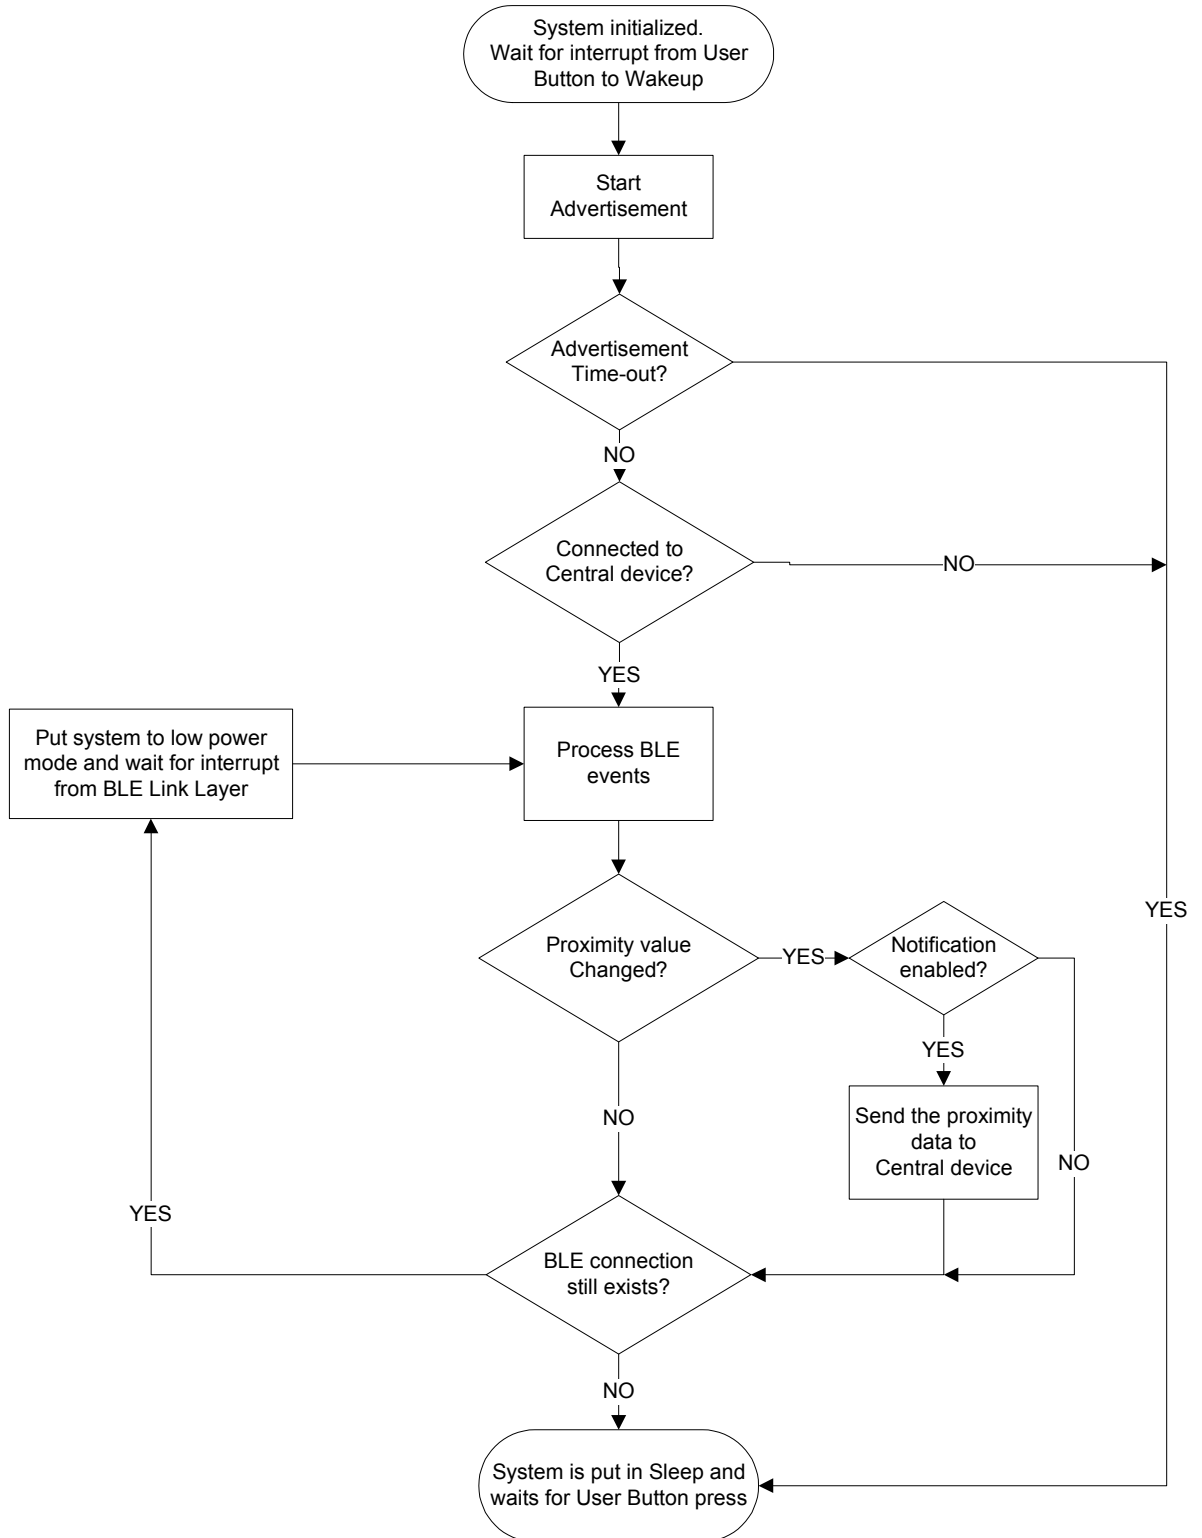 System initialized.
Wait for interrupt from User
Button to Wakeup
Start
Advertisement
Advertisement
Time-out?
NO
Connected to
Central device?
NO
YES
Put system to low power
mode and wait for interrupt
from BLE Link Layer
Process BLE
events
YES
Proximity value
Changed?
YES
Notification
enabled?
YES
NO
Send the proximity
data to
Central device
NO
YES
BLE connection
still exists?
NO
System is put in Sleep and
waits for User Button press